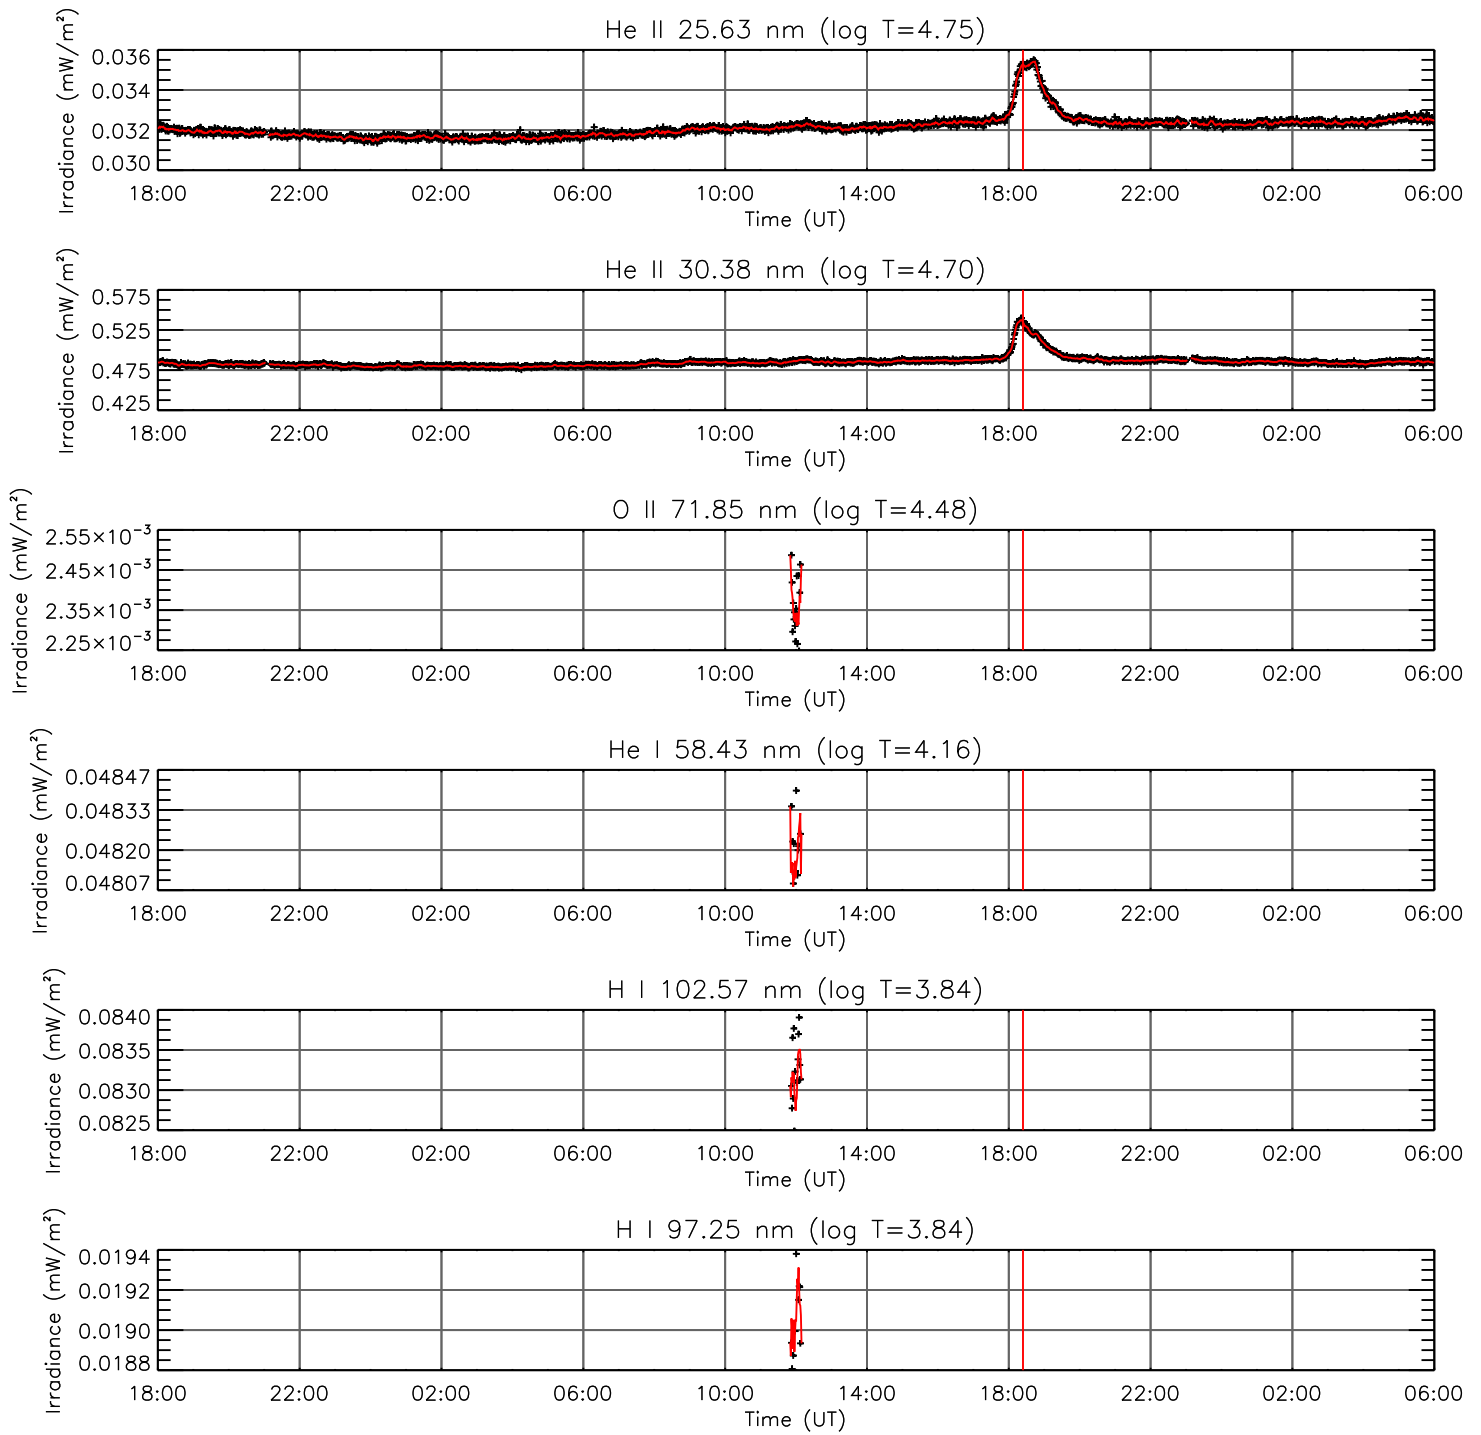 He II 25.63 nm (log T=4.75)
Irradiance (mW/m²)
0.036
0.034
0.032
0.030
18:00 22:00 02:00 06:00 10:00 14:00 18:00 22:00 02:00 06:00
Time (UT)
He II 30.38 nm (log T=4.70)
Irradiance (mW/m²)
0.575
0.525
0.475
0.425
18:00 22:00 02:00 06:00 10:00 14:00 18:00 22:00 02:00 06:00
Time (UT)
O II 71.85 nm (log T=4.48)
Irradiance (mW/m²)
2.55×10⁻³
2.45×10⁻³
2.35×10⁻³
2.25×10⁻³
18:00 22:00 02:00 06:00 10:00 14:00 18:00 22:00 02:00 06:00
Time (UT)
He I 58.43 nm (log T=4.16)
Irradiance (mW/m²)
0.04847
0.04833
0.04820
0.04807
18:00 22:00 02:00 06:00 10:00 14:00 18:00 22:00 02:00 06:00
Time (UT)
H I 102.57 nm (log T=3.84)
Irradiance (mW/m²)
0.0840
0.0835
0.0830
0.0825
18:00 22:00 02:00 06:00 10:00 14:00 18:00 22:00 02:00 06:00
Time (UT)
H I 97.25 nm (log T=3.84)
Irradiance (mW/m²)
0.0194
0.0192
0.0190
0.0188
18:00 22:00 02:00 06:00 10:00 14:00 18:00 22:00 02:00 06:00
Time (UT)